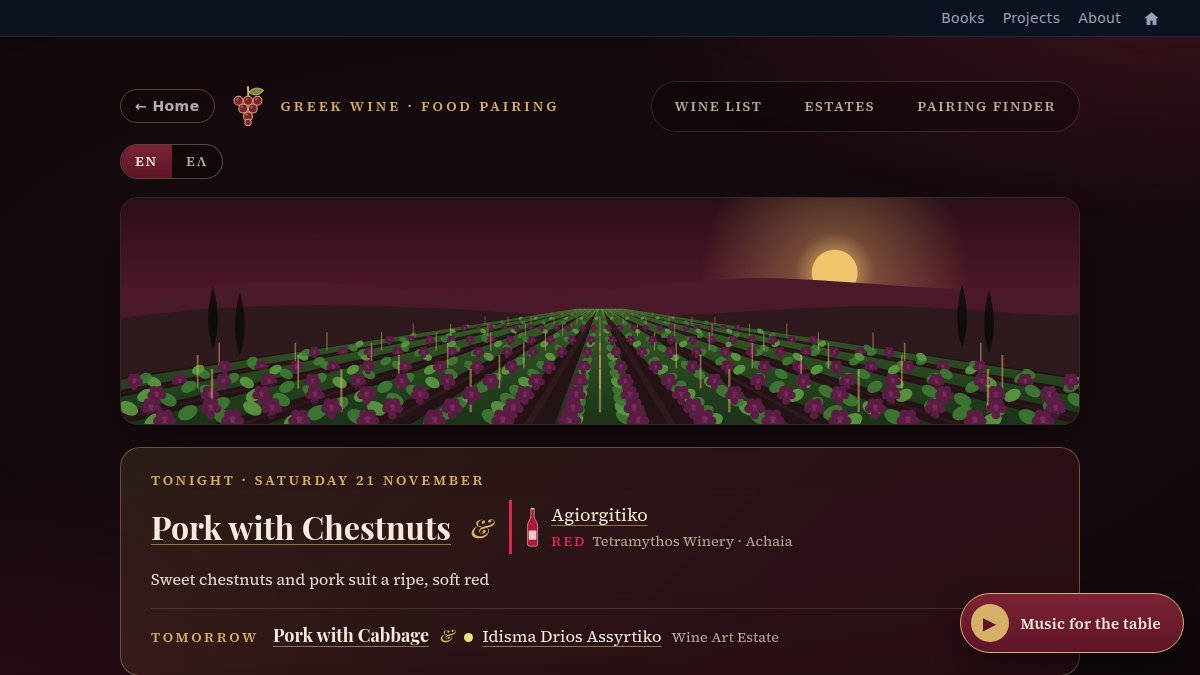 Books Projects About
← Home
GREEK WINE · FOOD PAIRING
WINE LIST ESTATES PAIRING FINDER
EN ΕΛ
TONIGHT · SATURDAY 21 NOVEMBER
Pork with Chestnuts & Agiorgitiko
RED Tetramythos Winery · Achaia
Sweet chestnuts and pork suit a ripe, soft red
TOMORROW Pork with Cabbage & Idisma Drios Assyrtiko Wine Art Estate
Music for the table